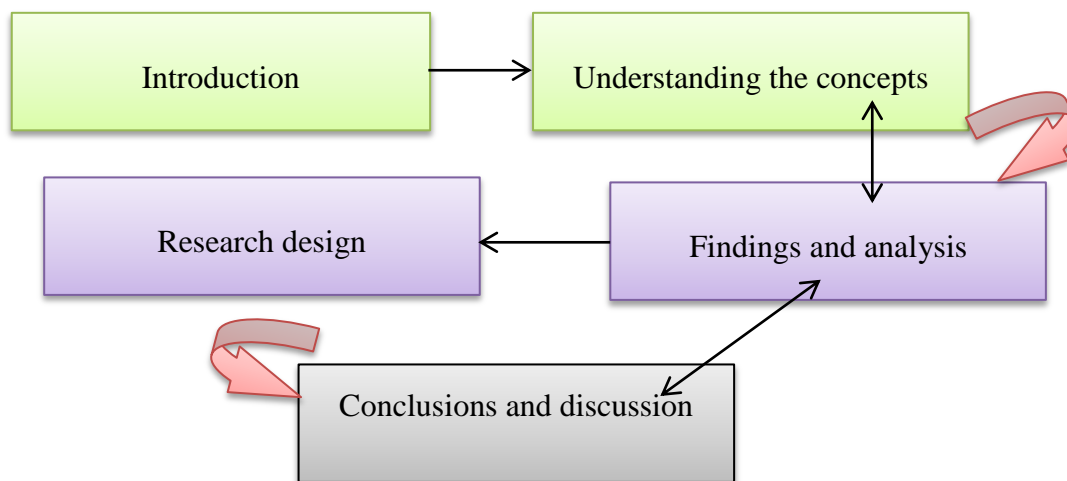 Introduction
Understanding the concepts
Research design
Findings and analysis
Conclusions and discussion